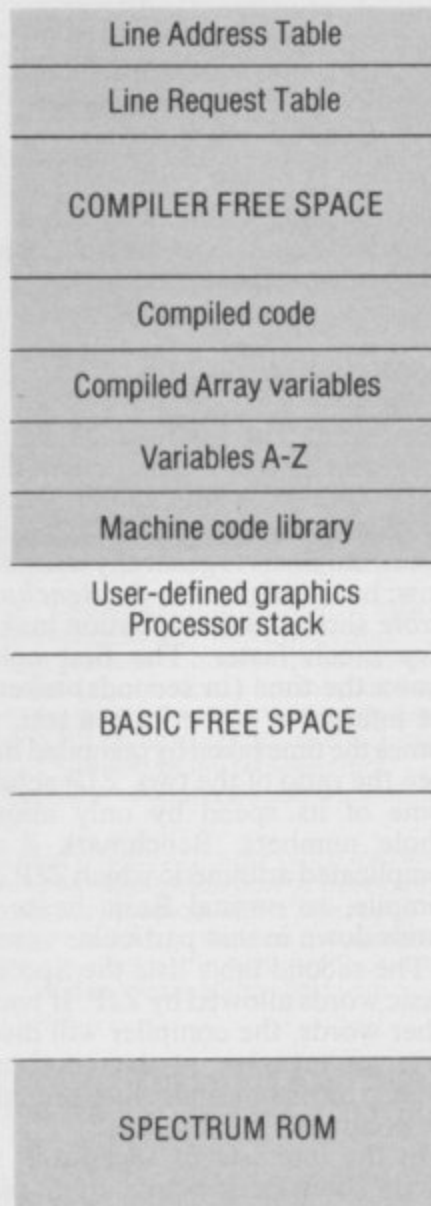 Line Address Table
Line Request Table
COMPILER FREE SPACE
Compiled code
Compiled Array variables
Variables A-Z
Machine code library
User-defined graphics
Processor stack
BASIC FREE SPACE
SPECTRUM ROM